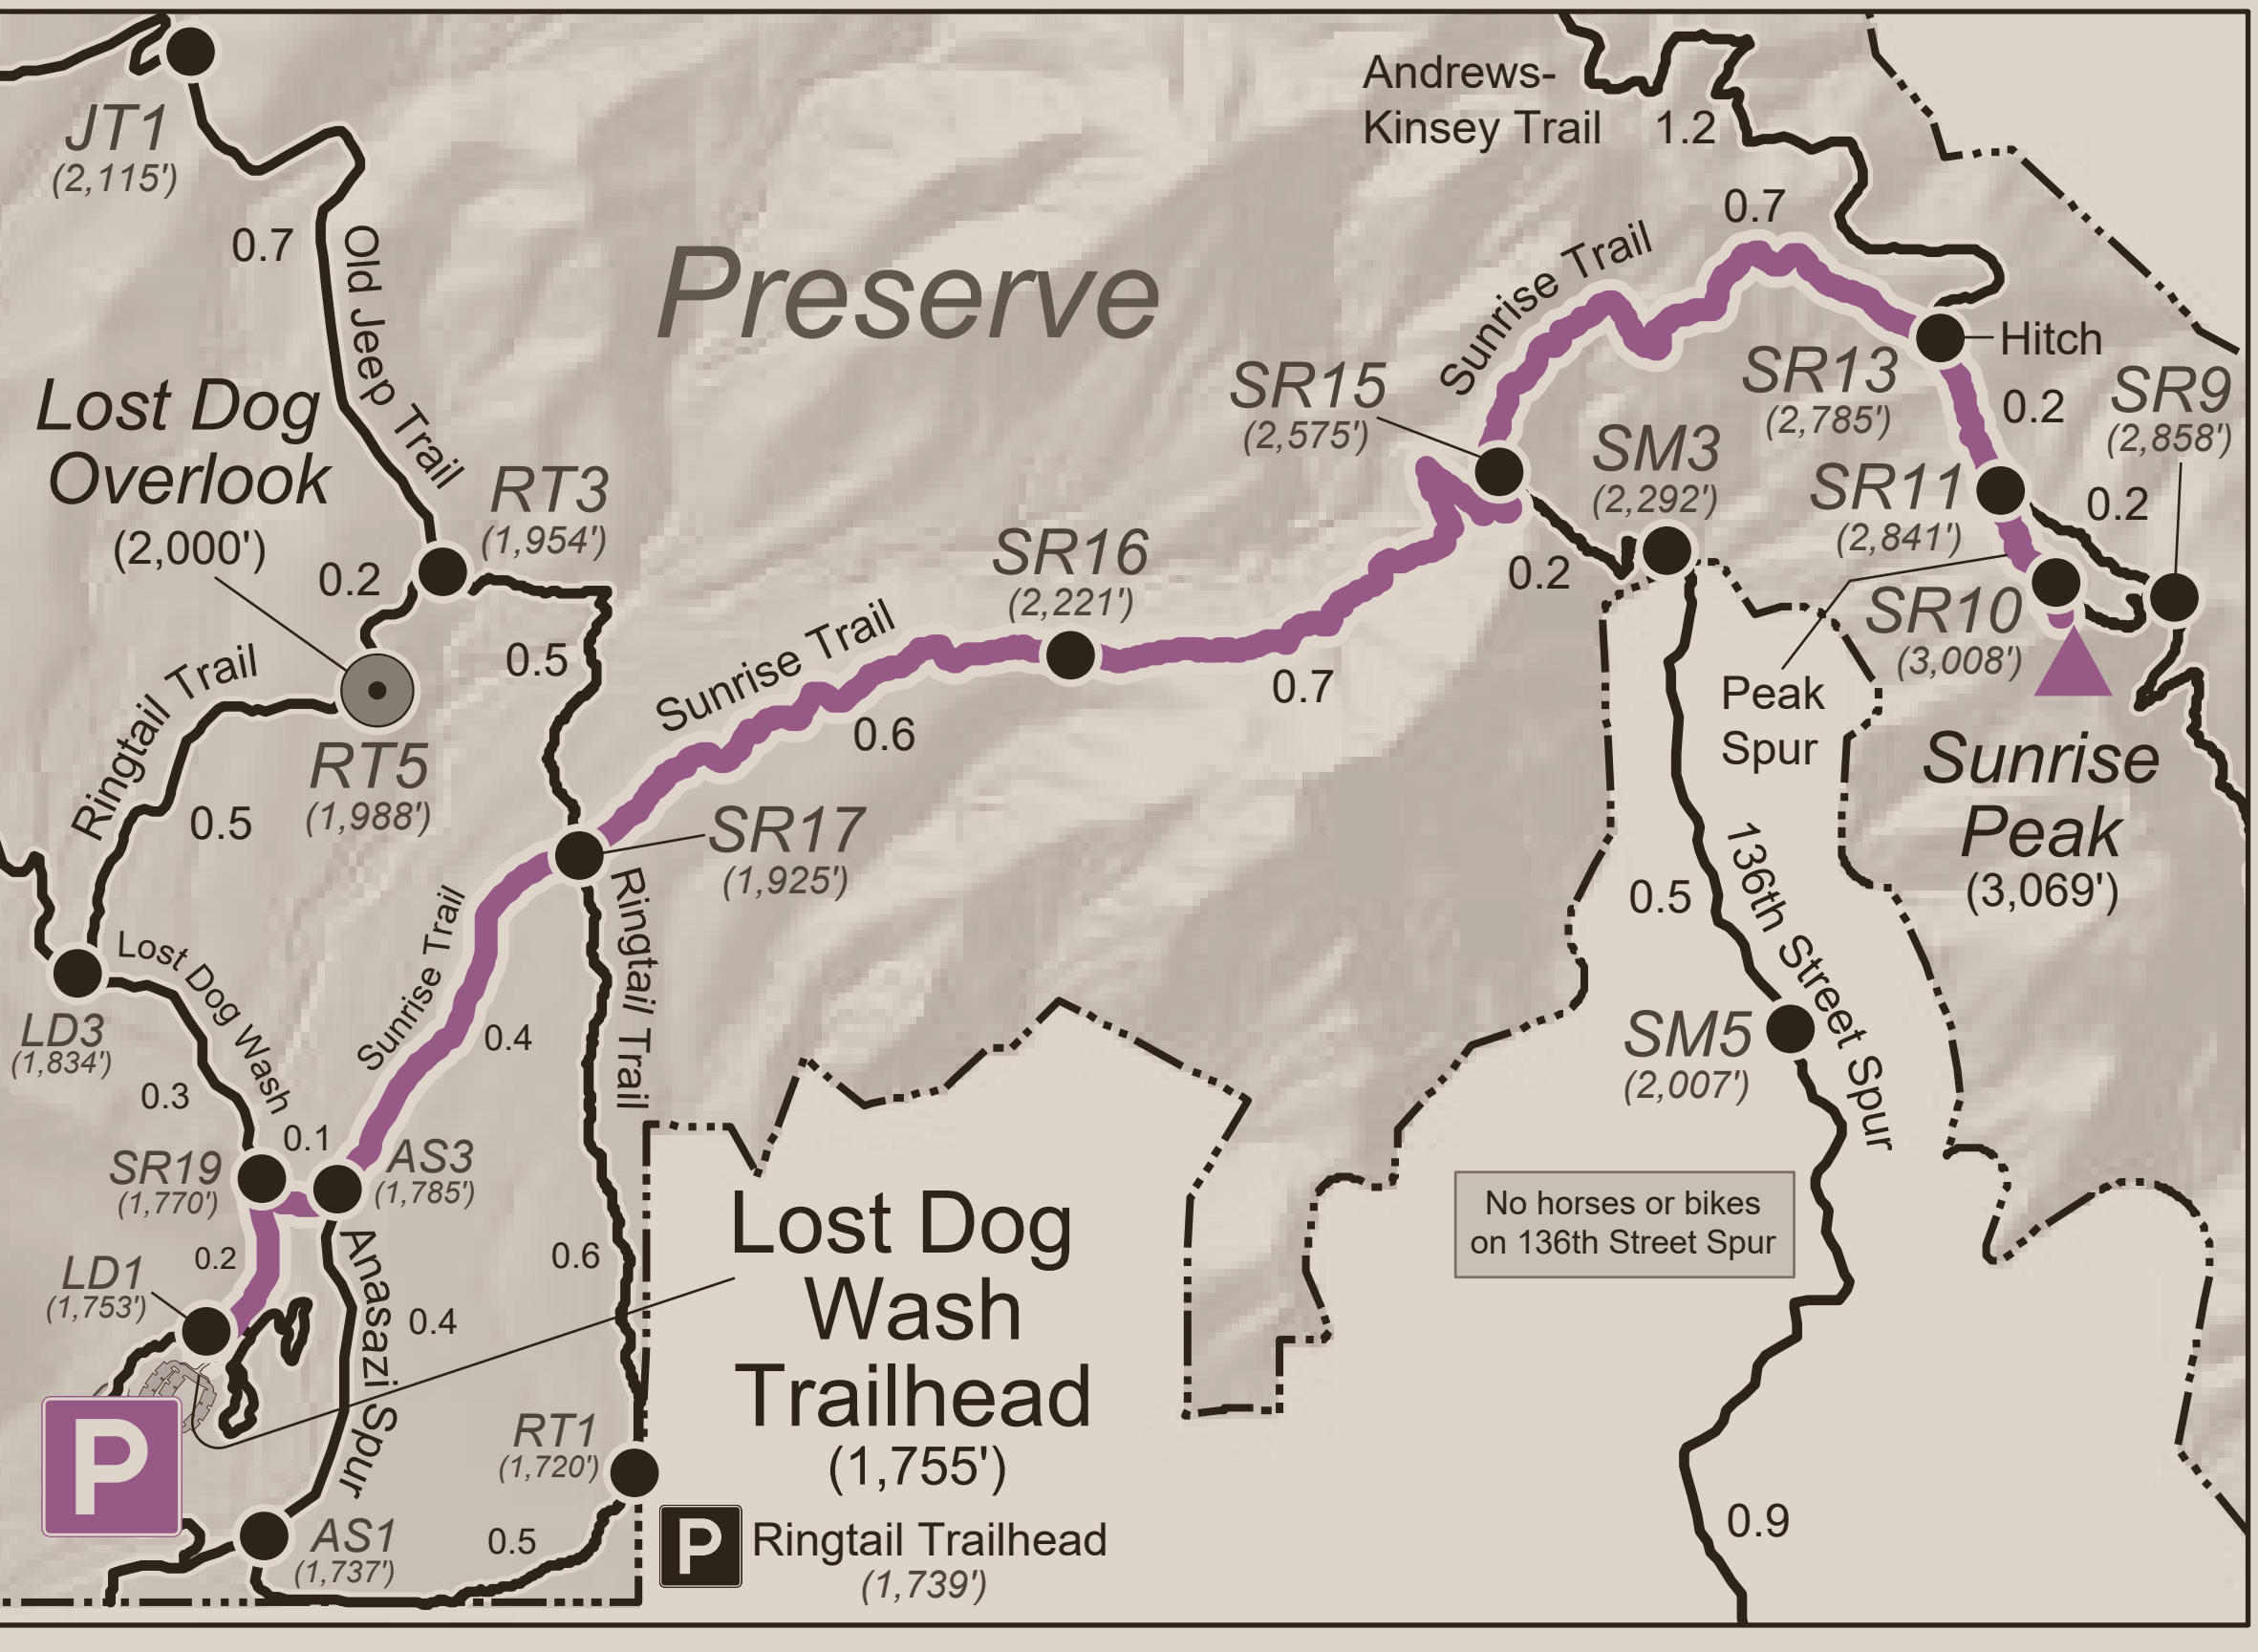 JT1
(2,115')
0.7
Old Jeep Trail
Preserve
Andrews-
Kinsey Trail
1.2
0.7
Sunrise Trail
Hitch
SR13
(2,785')
0.2
SR9
(2,858')
0.2
SR15
(2,575')
SM3
(2,292')
0.2
SR11
(2,841')
SR10
(3,008')
Peak
Spur
Sunrise
Peak
(3,069')
Lost Dog
Overlook
(2,000')
RT3
(1,954')
0.2
0.5
SR16
(2,221')
0.7
Sunrise Trail
0.6
Ringtail Trail
RT5
(1,988')
0.5
SR17
(1,925')
Ringtail Trail
Sunrise Trail
0.4
LD3
(1,834')
Lost Dog Wash
0.3
0.1
SR19
(1,770')
AS3
(1,785')
0.2
LD1
(1,753')
Anasazi Spur
0.4
0.6
P
AS1
(1,737')
0.5
RT1
(1,720')
Lost Dog
Wash
Trailhead
(1,755')
P
Ringtail Trailhead
(1,739')
136th Street Spur
0.5
SM5
(2,007')
No horses or bikes
on 136th Street Spur
0.9